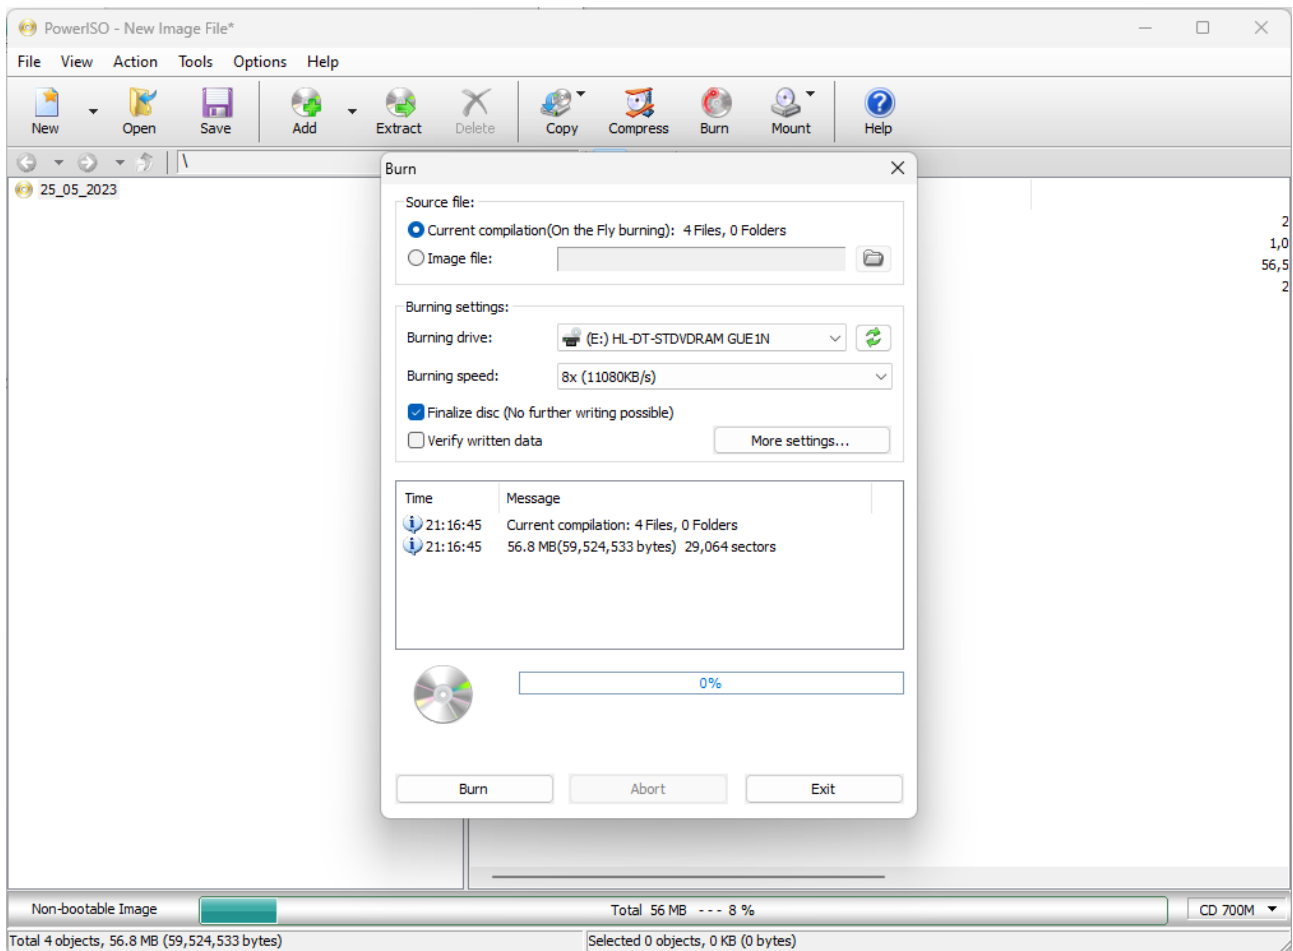 PowerISO - New Image File*
File View Action Tools Options Help
New Open Save Add Extract Delete Copy Compress Burn Mount Help
\
25_05_2023
Burn
Source file:
Current compilation(On the Fly burning): 4 Files, 0 Folders
Image file:
Burning settings:
Burning drive: (E:) HL-DT-STDVDRAM GUE1N
Burning speed: 8x (11080KB/s)
Finalize disc (No further writing possible)
Verify written data More settings...
Time Message
21:16:45 Current compilation: 4 Files, 0 Folders
21:16:45 56.8 MB(59,524,533 bytes) 29,064 sectors
0%
Burn Abort Exit
2
1,0
56,5
2
Non-bootable Image Total 56 MB --- 8 % CD 700M
Total 4 objects, 56.8 MB (59,524,533 bytes) Selected 0 objects, 0 KB (0 bytes)